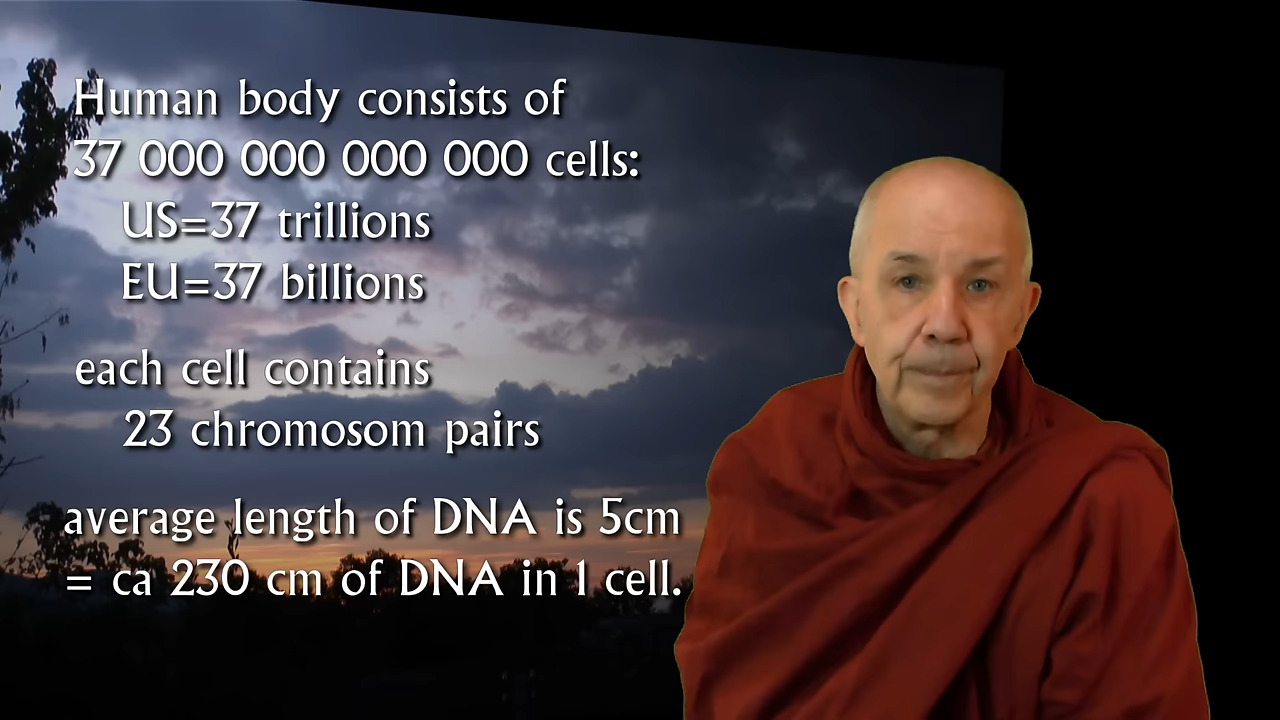 Human body consists of
37 000 000 000 000 cells:
US=37 trillions
EU=37 billions
each cell contains
23 chromosom pairs
average length of DNA is 5cm
= ca 230 cm of DNA in 1 cell.